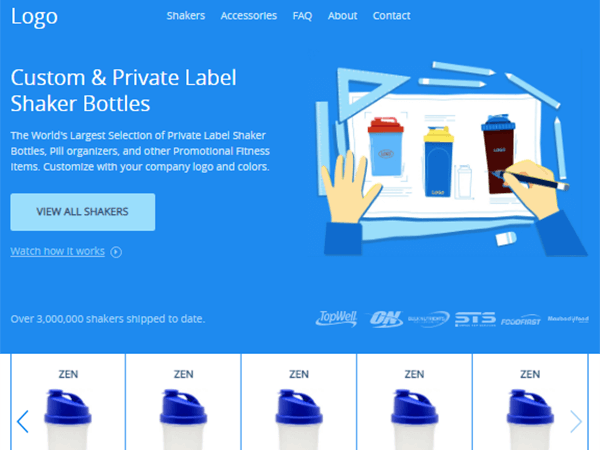 Logo
Shakers Accessories FAQ About Contact
Custom & Private Label
Shaker Bottles
The World's Largest Selection of Private Label Shaker
Bottles, Pill organizers, and other Promotional Fitness
Items. Customize with your company logo and colors.
VIEW ALL SHAKERS
Watch how it works
LOGO
LOGO
Over 3,000,000 shakers shipped to date.
TopWell ON STS FOODFIRST
ZEN ZEN ZEN ZEN ZEN